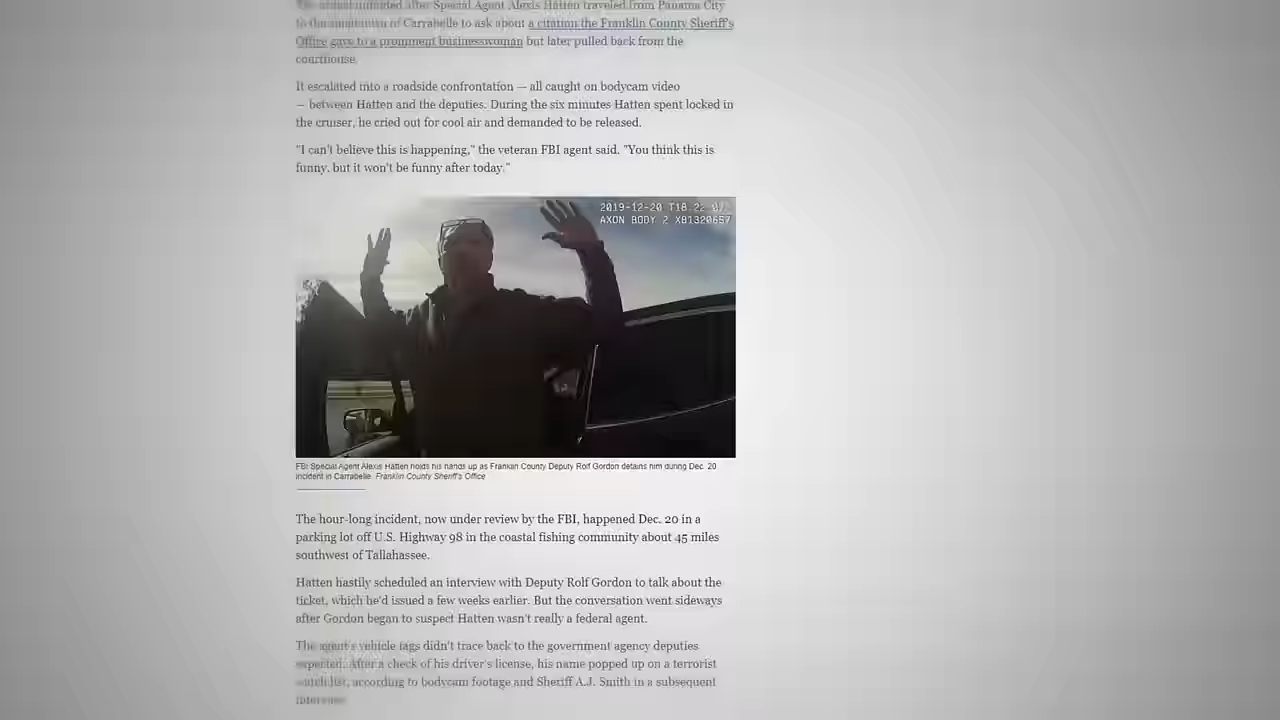 after Special Agent Alexis Hatten traveled from Panama City
to the of Carrabelle to ask about a citation the Franklin County Sheriff's
Office gave to a prominent businesswoman but later pulled back from the
courthouse.
It escalated into a roadside confrontation — all caught on bodycam video
— between Hatten and the deputies. During the six minutes Hatten spent locked in
the cruiser, he cried out for cool air and demanded to be released.
"I can't believe this is happening," the veteran FBI agent said. "You think this is
funny. but it won't be funny after today."
2019-12-20 T18:22
AXON BODY 2 X81320657
FBI Special Agent Alexis Hatten holds his hands up as Franklin County Deputy Rolf Gordon detains him during Dec. 20
incident in Carrabelle. Franklin County Sheriff's Office
The hour-long incident, now under review by the FBI, happened Dec. 20 in a
parking lot off U.S. Highway 98 in the coastal fishing community about 45 miles
southwest of Tallahassee.
Hatten hastily scheduled an interview with Deputy Rolf Gordon to talk about the
ticket, which he'd issued a few weeks earlier. But the conversation went sideways
after Gordon began to suspect Hatten wasn't really a federal agent.
The agent's vehicle tags didn't trace back to the government agency deputies
expected. After a check of his driver's license, his name popped up on a terrorist
watch list, according to bodycam footage and Sheriff A.J. Smith in a subsequent
interview.